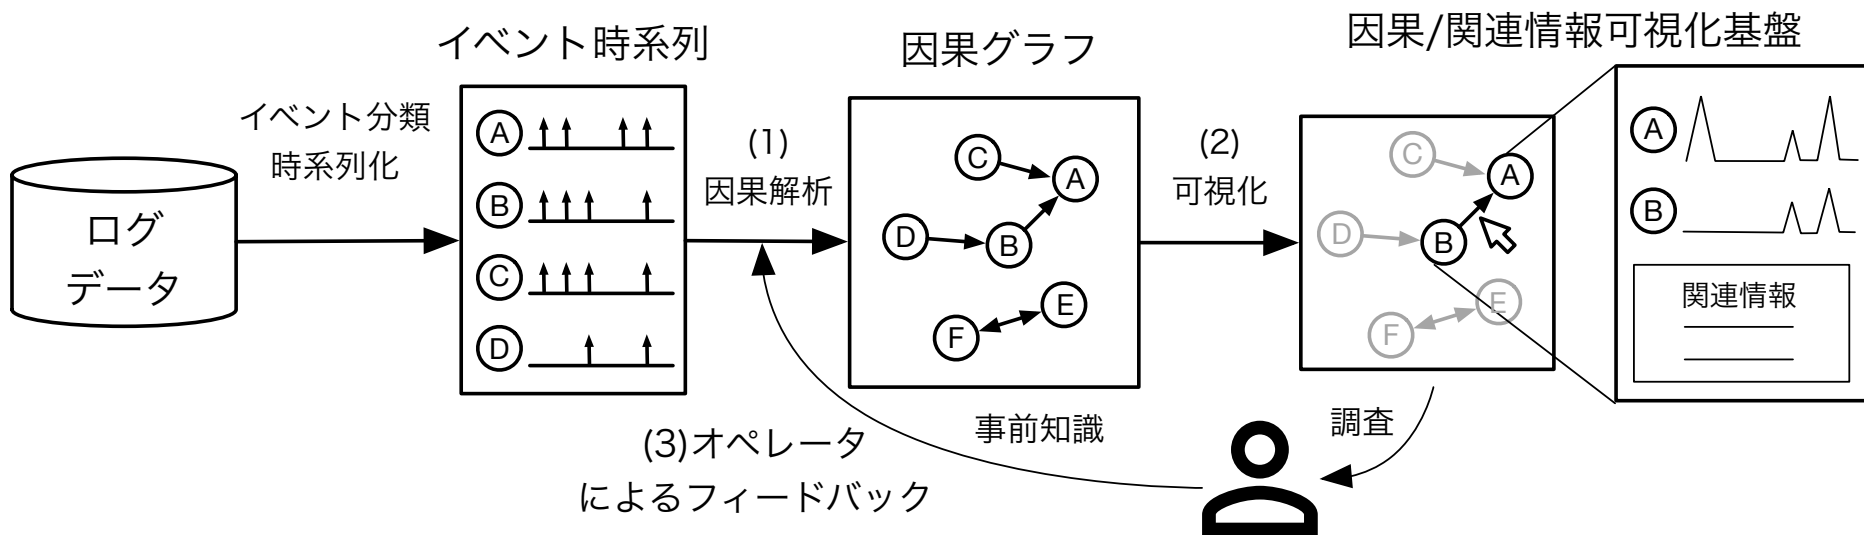 イベント時系列
因果グラフ
因果/関連情報可視化基盤
イベント分類
時系列化
(1)
因果解析
(2)
可視化
ログ
データ
A
B
C
D
C
A
D
B
E
F
C
A
D
B
E
F
A
B
関連情報
(3)オペレータ
によるフィードバック
事前知識
調査